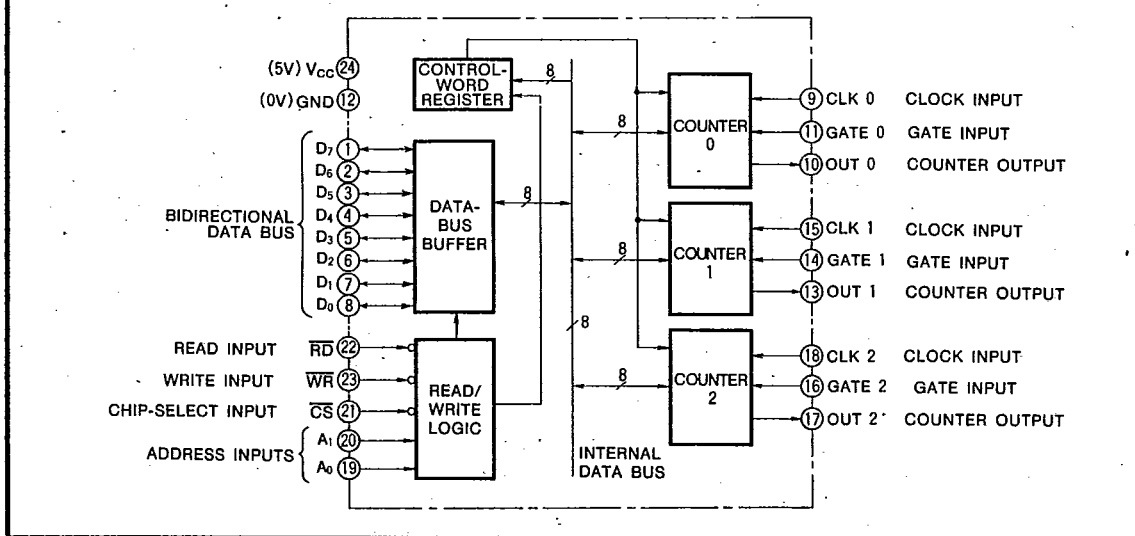 (5V) VCC 24
(0V) GND 12
D7 1
D6 2
D5 3
D4 4
D3 5
D2 6
D1 7
D0 8
BIDIRECTIONAL
DATA BUS
READ INPUT R̅D̅ 22
WRITE INPUT W̅R̅ 23
CHIP-SELECT INPUT C̅S̅ 21
ADDRESS INPUTS
A1 20
A0 19
CONTROL-
WORD
REGISTER
8
DATA-
BUS
BUFFER
8
READ/
WRITE
LOGIC
INTERNAL
DATA BUS
8
8
COUNTER
0
9 CLK 0 CLOCK INPUT
11 GATE 0 GATE INPUT
10 OUT 0 COUNTER OUTPUT
8
COUNTER
1
15 CLK 1 CLOCK INPUT
14 GATE 1 GATE INPUT
13 OUT 1 COUNTER OUTPUT
8
COUNTER
2
18 CLK 2 CLOCK INPUT
16 GATE 2 GATE INPUT
17 OUT 2 COUNTER OUTPUT